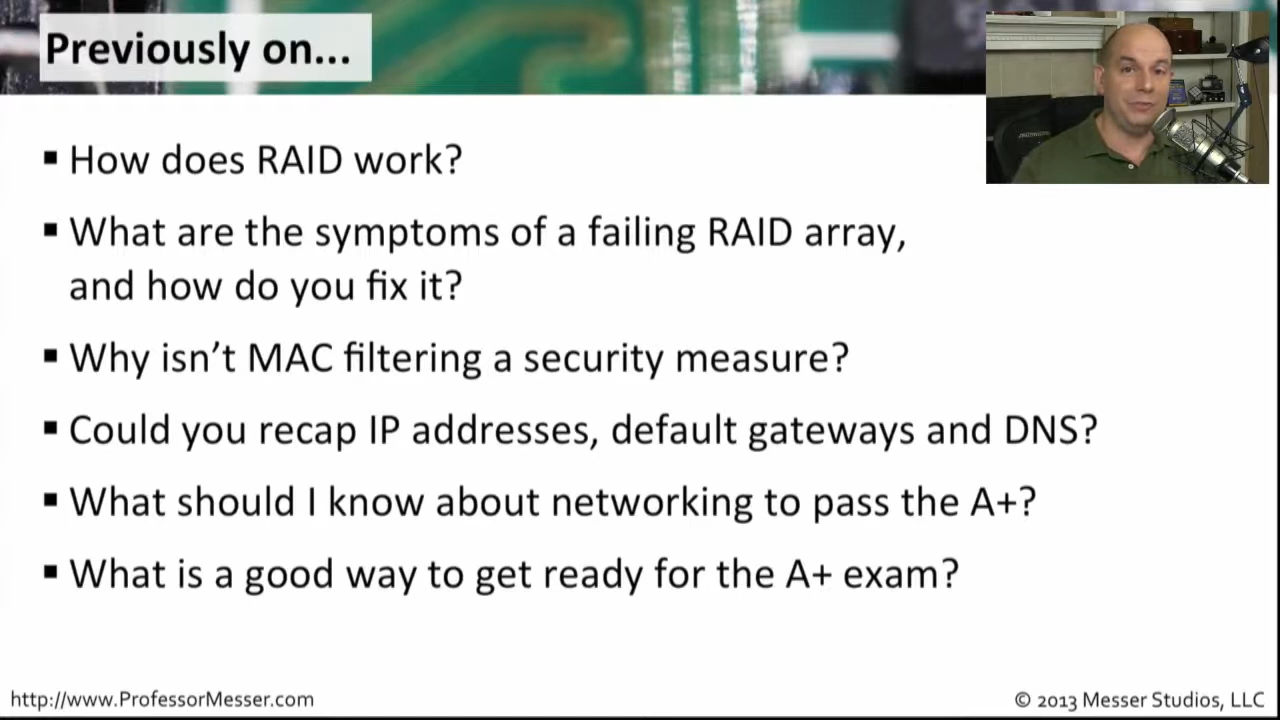 Previously on...
▪ How does RAID work?
▪ What are the symptoms of a failing RAID array,
and how do you fix it?
▪ Why isn't MAC filtering a security measure?
▪ Could you recap IP addresses, default gateways and DNS?
▪ What should I know about networking to pass the A+?
▪ What is a good way to get ready for the A+ exam?
http://www.ProfessorMesser.com
© 2013 Messer Studios, LLC